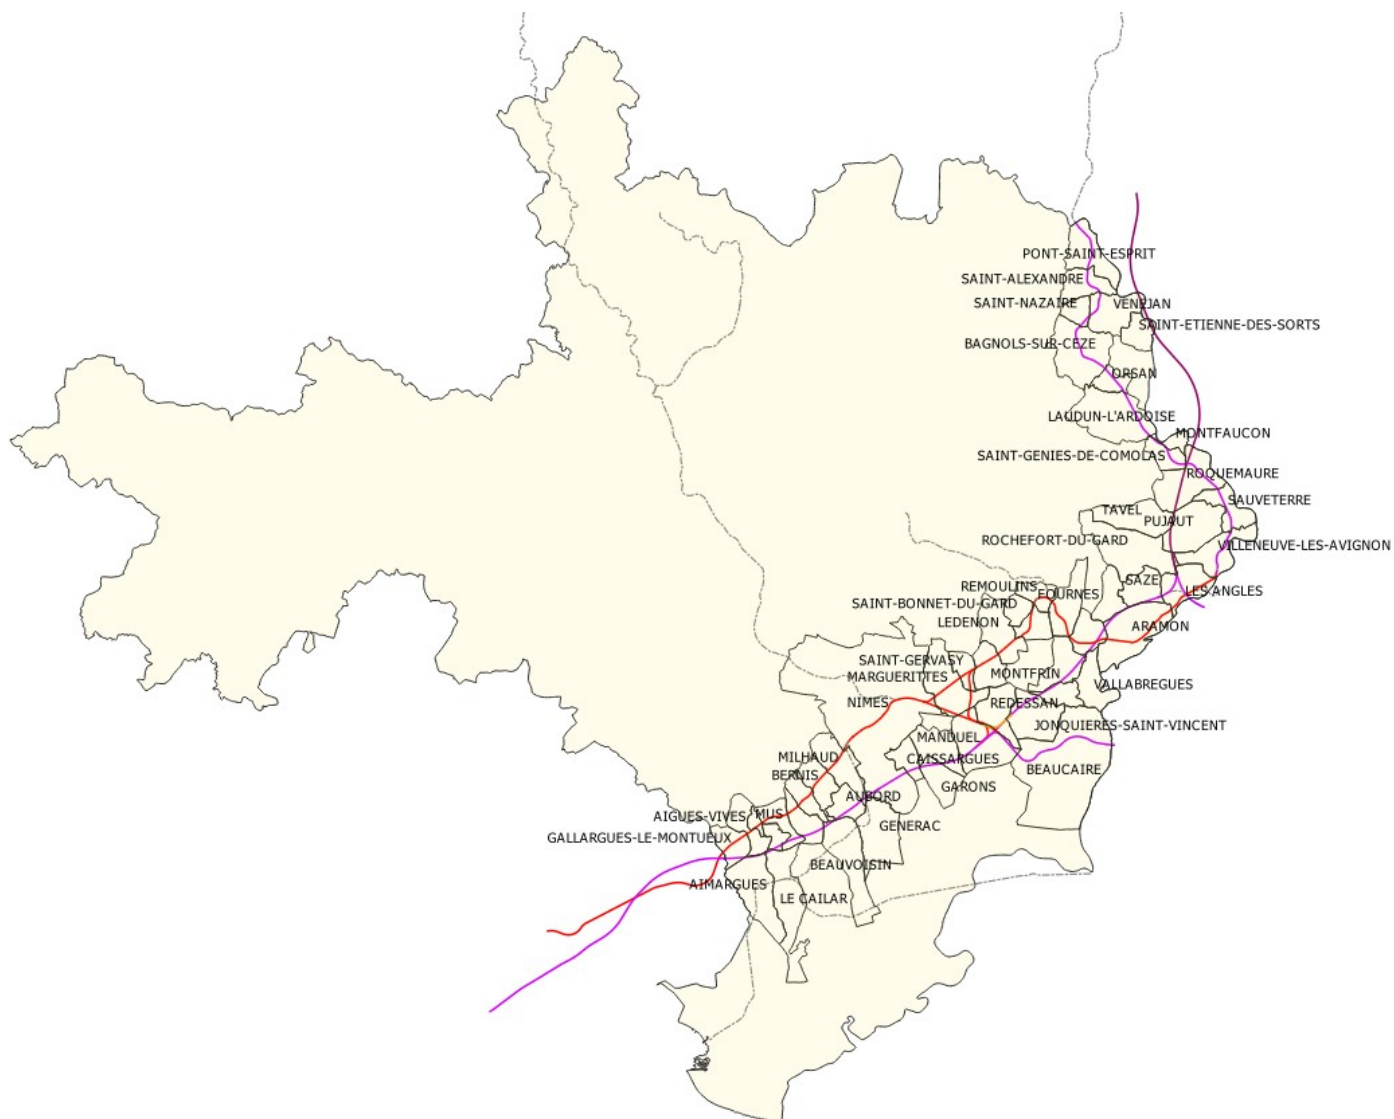 PONT-SAINT-ESPRIT
SAINT-ALEXANDRE
SAINT-NAZAIRE
VENEJAN
SAINT-ETIENNE-DES-SORTS
BAGNOLS-SUR-CEZE
ORSAN
LAUDUN-L'ARDOISE
MONTFAUCON
SAINT-GENIES-DE-COMOLAS
ROQUEMAURE
SAUVETERRE
TAVEL
PUJAUT
ROCHEFORT-DU-GARD
VILLENEUVE-LES-AVIGNON
SAZE
REMOULINS
FOURNES
LES ANGLES
SAINT-BONNET-DU-GARD
LEDENON
ARAMON
SAINT-GERVASY
MARGUERITTES
MONTFRIN
VALLABREGUES
NIMES
REDESSAN
JONQUIERES-SAINT-VINCENT
MANDUEL
MILHAUD
CAISSARGUES
BERNIS
BEAUCAIRE
GARONS
AUBORD
AIGUES-VIVES
MUS
GENERAC
GALLARGUES-LE-MONTUEUX
BEAUVOISIN
AIMARGUES
LE CAILAR